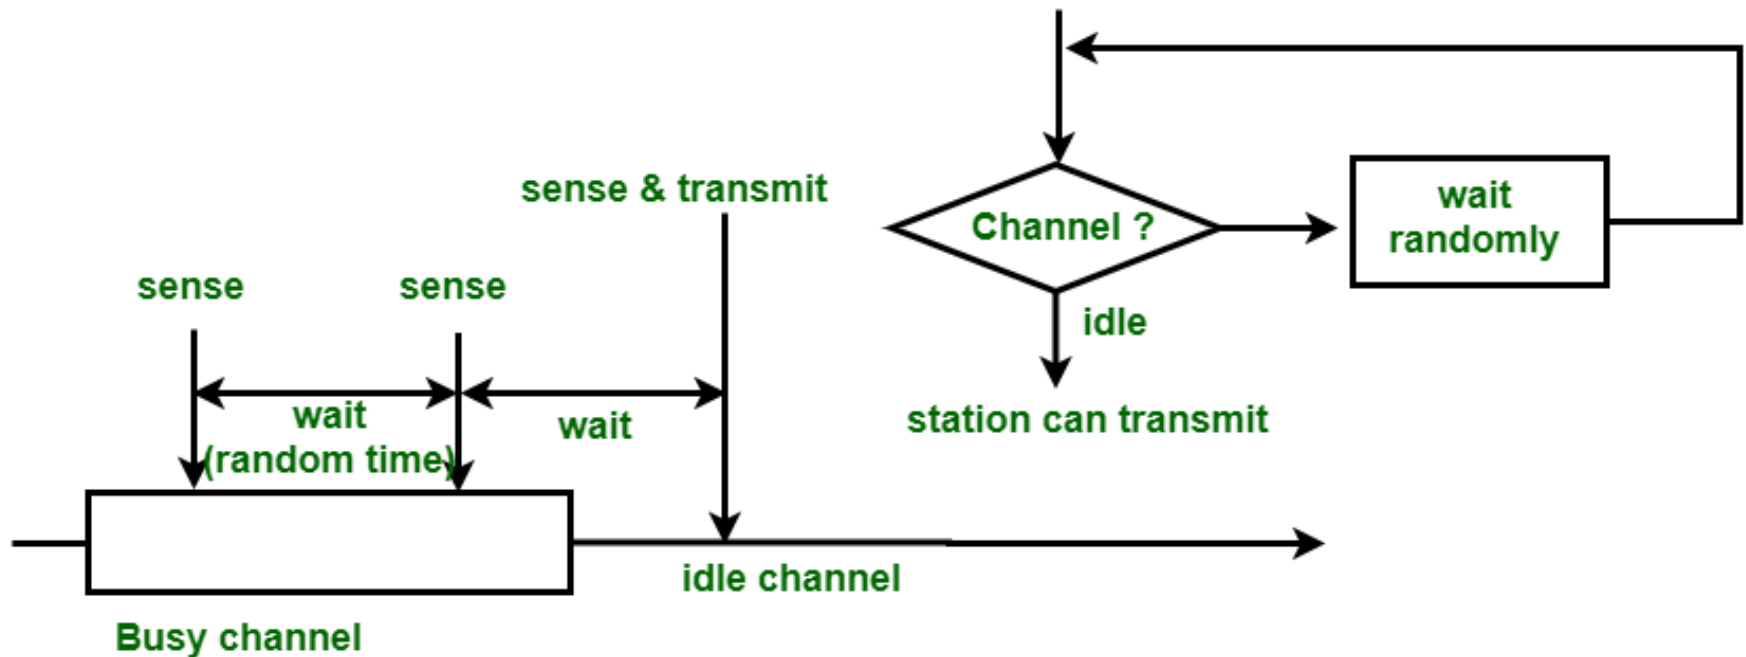 sense & transmit
sense
sense
wait
(random time)
wait
idle channel
Busy channel
Channel ?
wait
randomly
idle
station can transmit